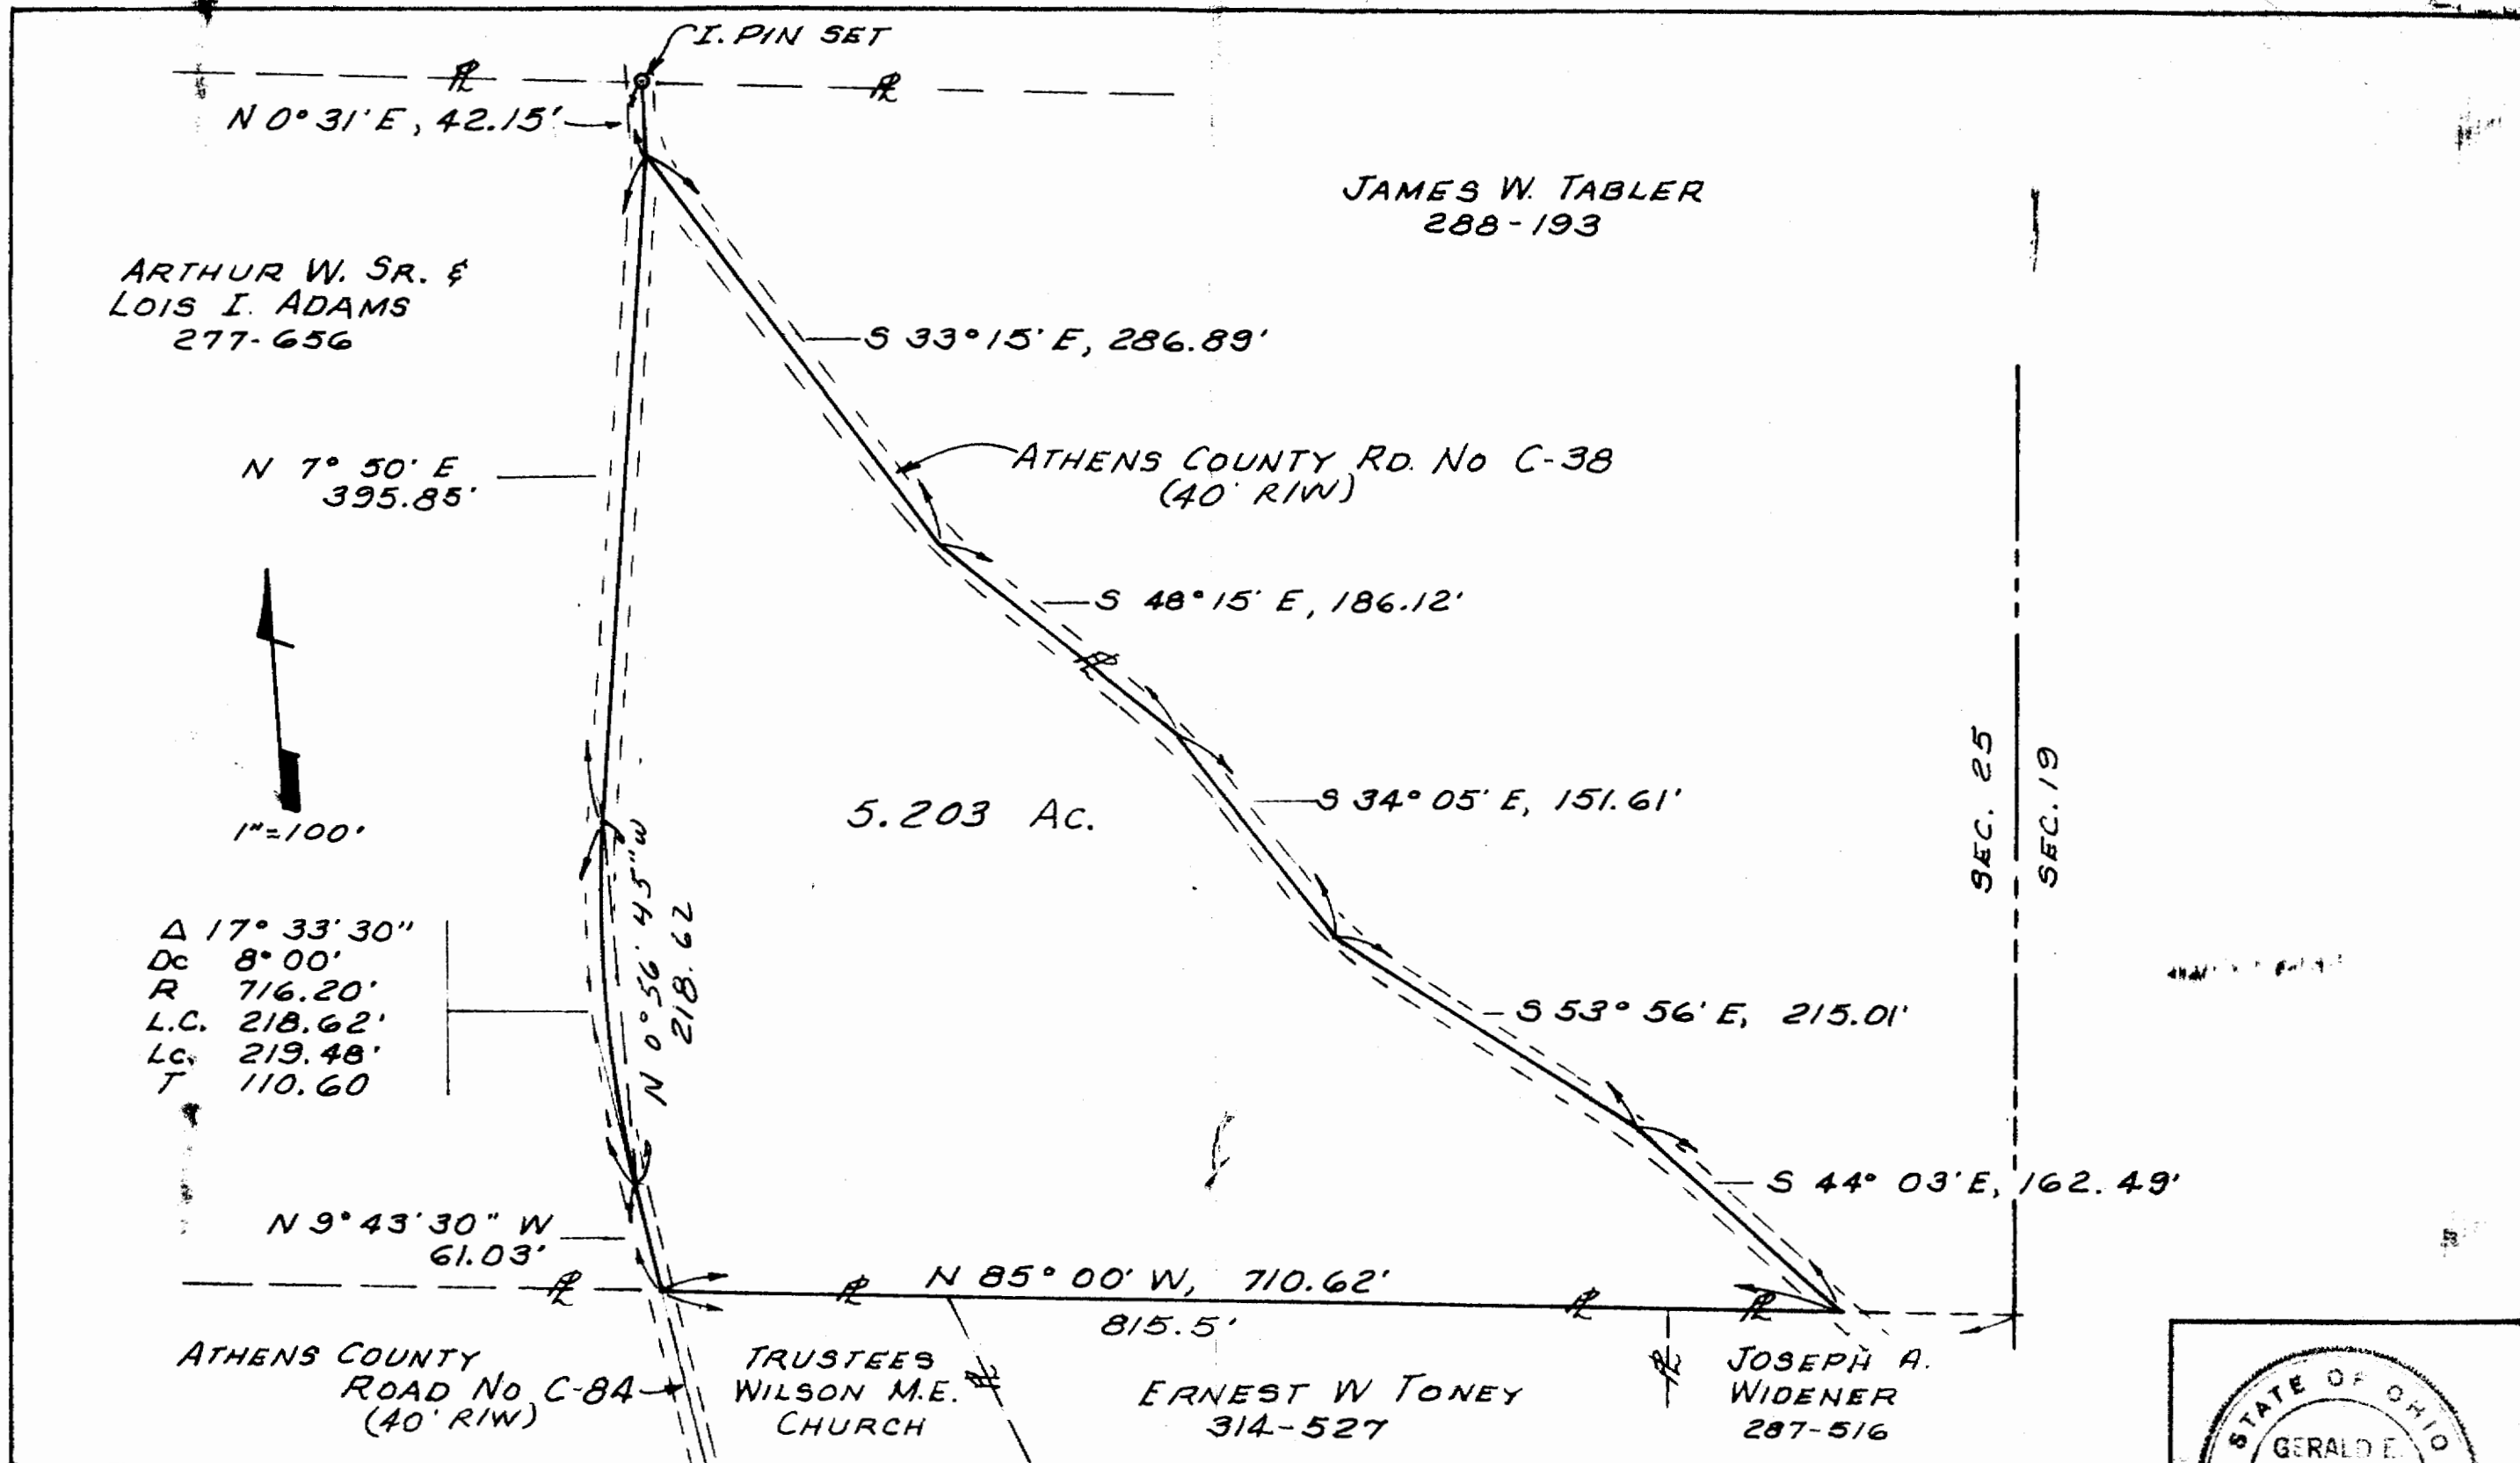 I. PIN SET
N 0° 31' E, 42.15'
JAMES W. TABLER
288-193
ARTHUR W. SR. &
LOIS I. ADAMS
277-656
S 33° 15' E, 286.89'
N 7° 50' E
395.85'
ATHENS COUNTY RD. NO C-38
(40' R/W)
S 48° 15' E, 186.12'
1"=100'
5.203 AC.
S 34° 05' E, 151.61'
SEC. 25
SEC. 19
N 0° 56' 45" W
218.62
Δ 17° 33' 30"
Dc 8° 00'
R 716.20'
L.C. 218.62'
Lc. 219.48'
T 110.60
S 53° 56' E, 215.01'
S 44° 03' E, 162.49'
N 9° 43' 30" W
61.03'
N 85° 00' W, 710.62'
815.5'
ATHENS COUNTY
ROAD NO C-84
(40' R/W)
TRUSTEES
WILSON M.E.
CHURCH
ERNEST W TONEY
314-527
JOSEPH A.
WIDENER
287-516
STATE OF OHIO
GERALD E.